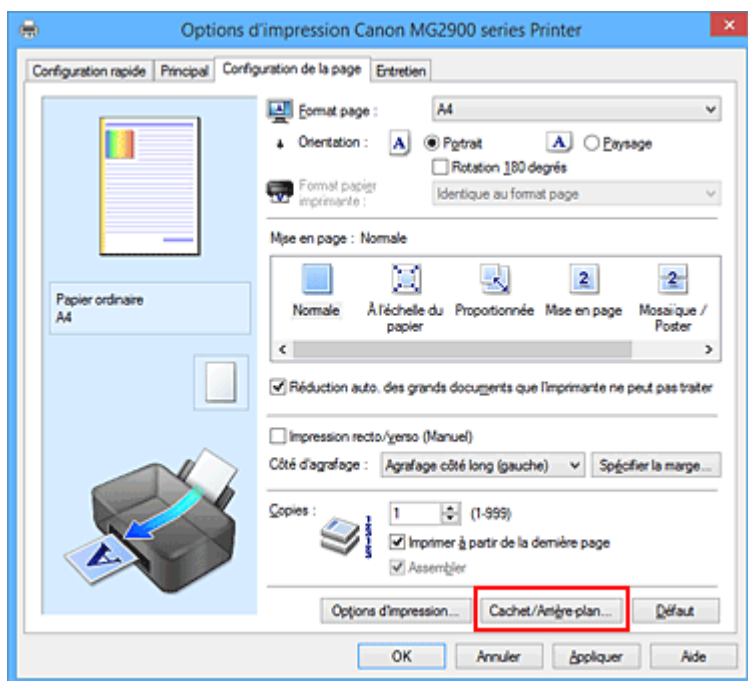 Options d'impression Canon MG2900 series Printer
Configuration rapide Principal Configuration de la page Entretien
Format page : A4
Orientation : A Portrait A Paysage
Rotation 180 degrés
Format papier imprimante : Identique au format page
Mise en page : Normale
Papier ordinaire
A4
Normale À l'échelle du papier Proportionnée Mise en page Mosaïque / Poster
Réduction auto. des grands documents que l'imprimante ne peut pas traiter
Impression recto/verso (Manuel)
Côté d'agrafage : Agrafage côté long (gauche) Spécifier la marge...
Copies : 1 (1-999)
Imprimer à partir de la dernière page
Assembler
Options d'impression... Cachet/Arrière-plan... Défaut
OK Annuler Appliquer Aide